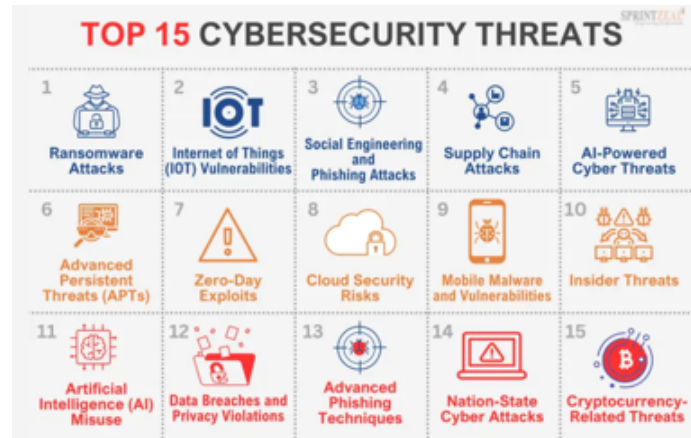 SPRINTZEAL
TOP 15 CYBERSECURITY THREATS
1
Ransomware
Attacks
2
IOT
Internet of Things
(IOT) Vulnerabilities
3
Social Engineering
and
Phishing Attacks
4
Supply Chain
Attacks
5
AI-Powered
Cyber Threats
6
Advanced
Persistent
Threats (APTs)
7
Zero-Day
Exploits
8
Cloud Security
Risks
9
Mobile Malware
and Vulnerabilities
10
Insider Threats
11
Artificial
Intelligence (AI)
Misuse
12
Data Breaches and
Privacy Violations
13
Advanced
Phishing
Techniques
14
Nation-State
Cyber Attacks
15
Cryptocurrency-
Related Threats